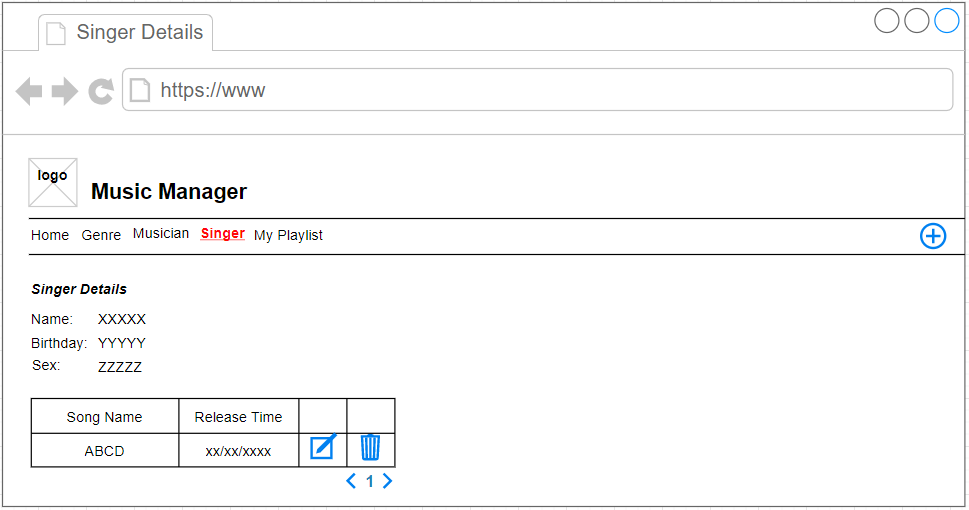 Singer Details
https://www
logo
Music Manager
Home Genre Musician Singer My Playlist
Singer Details
Name: XXXXX
Birthday: YYYYY
Sex: ZZZZZ
Song Name Release Time
ABCD xx/xx/xxxx
1